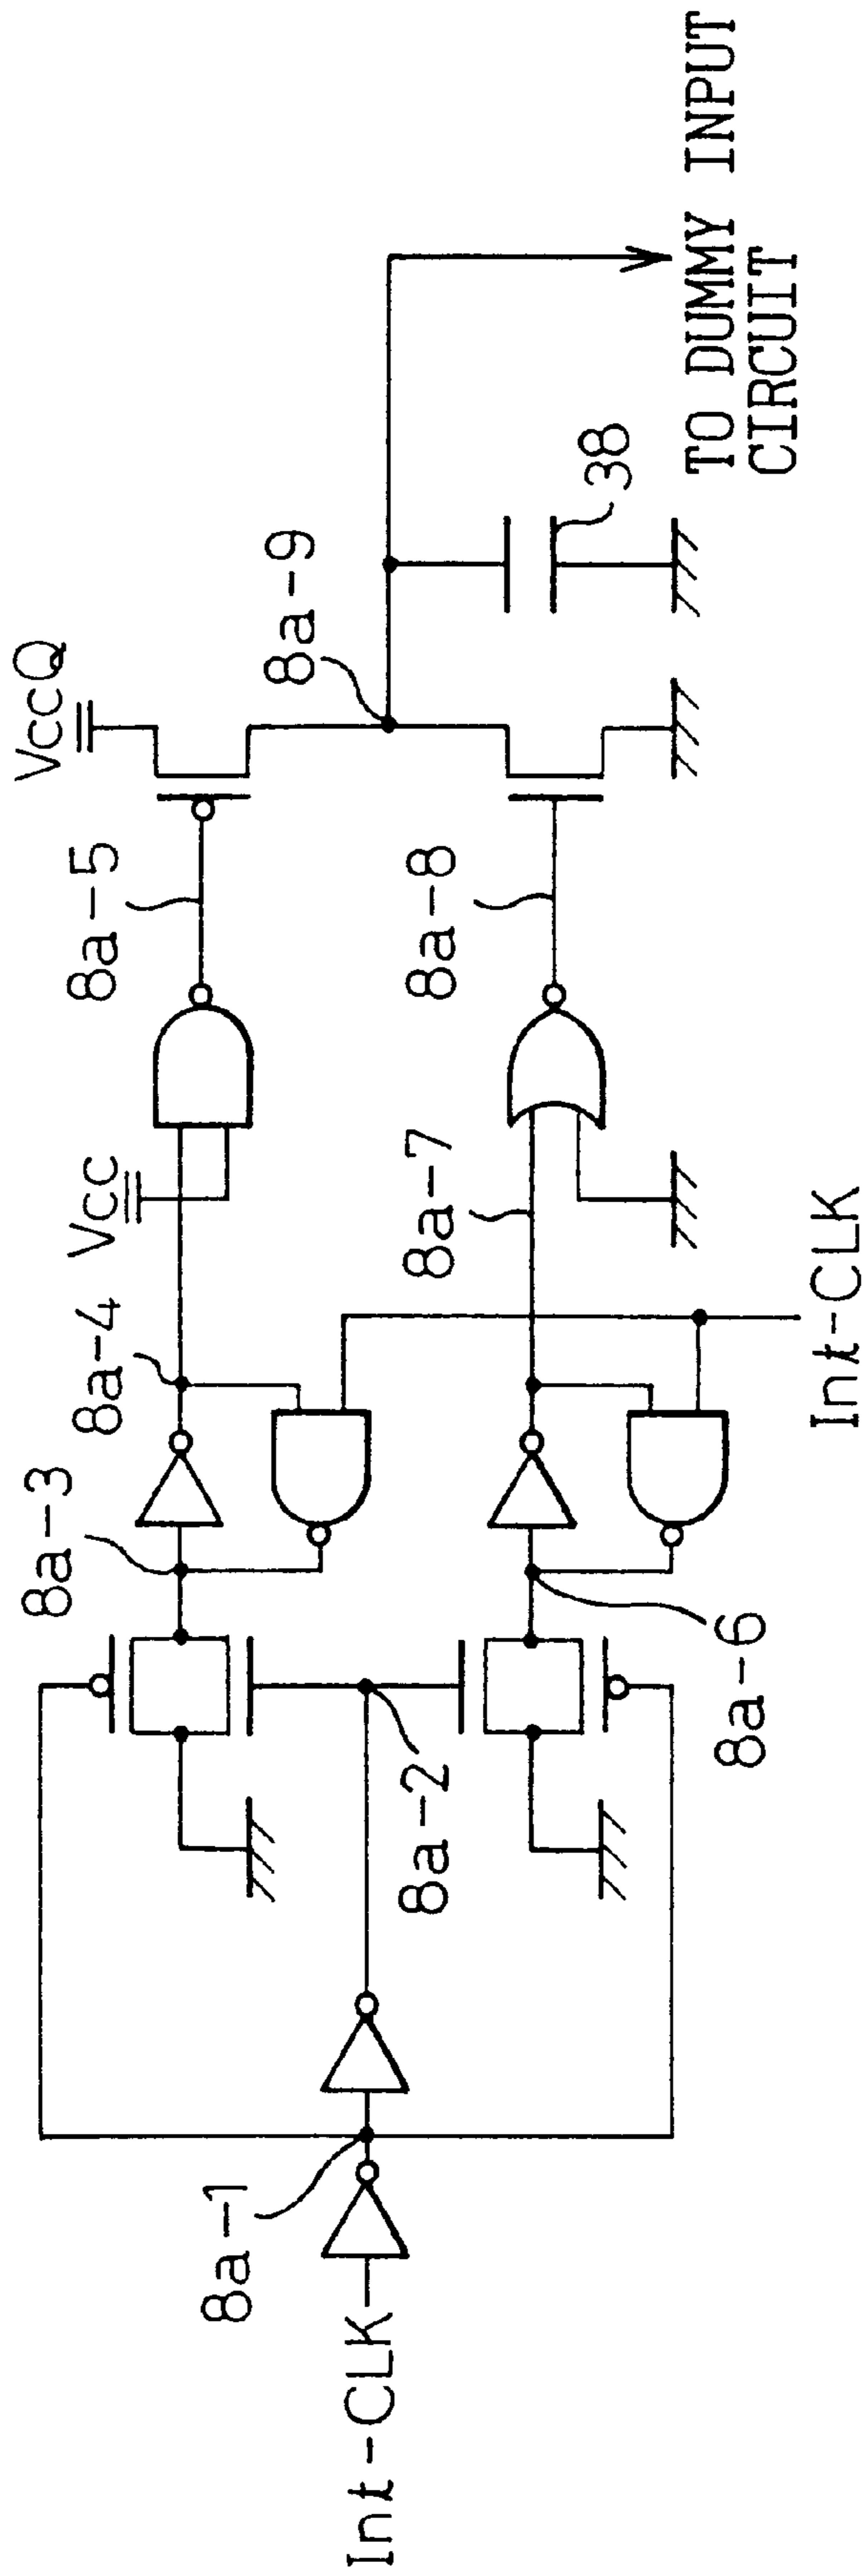 Int-CLK
8a-1
8a-2
8a-3
8a-4
Vcc
8a-5
VccQ
8a-6
8a-7
8a-8
8a-9
38
Int-CLK
TO DUMMY INPUT
CIRCUIT